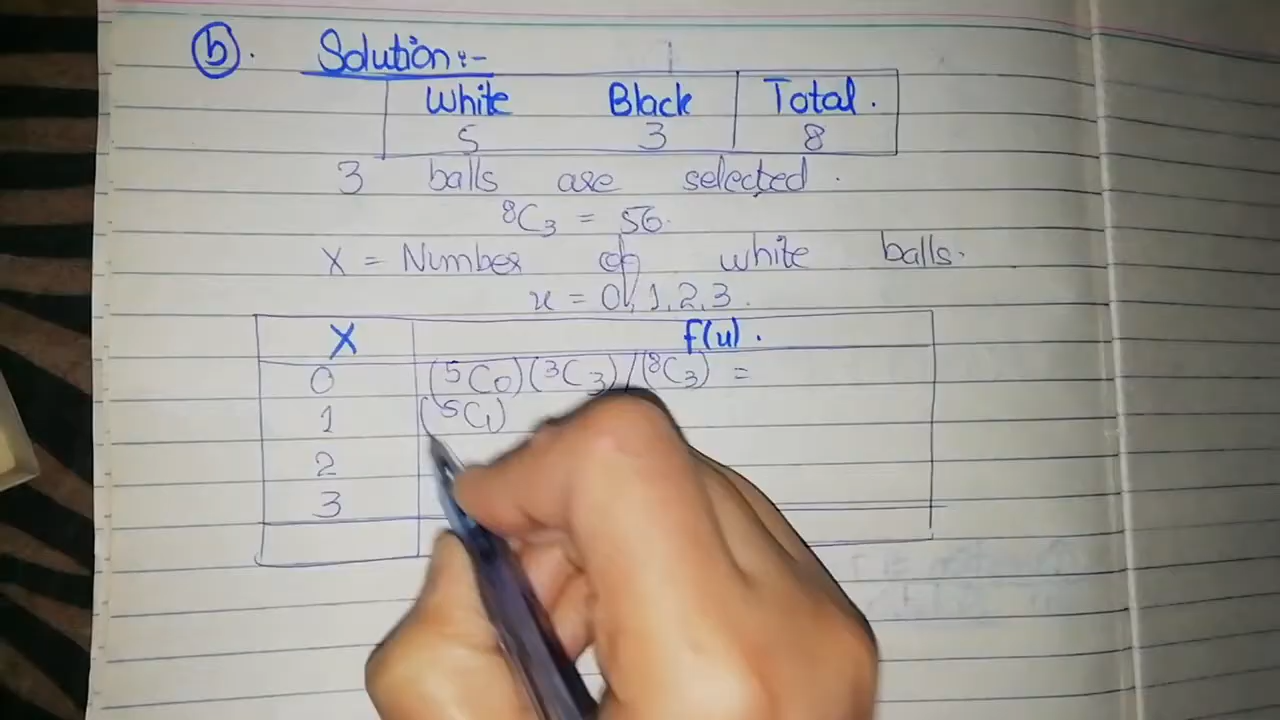 b. Solution:-
White Black Total.
5 3 8
3 balls are selected.
⁸C₃ = 56.
X = Number of white balls.
x = 0, 1, 2, 3.
X f(x).
0 (⁵C₀)(³C₃)/(⁸C₃) =
1 (⁵C₁)
2
3